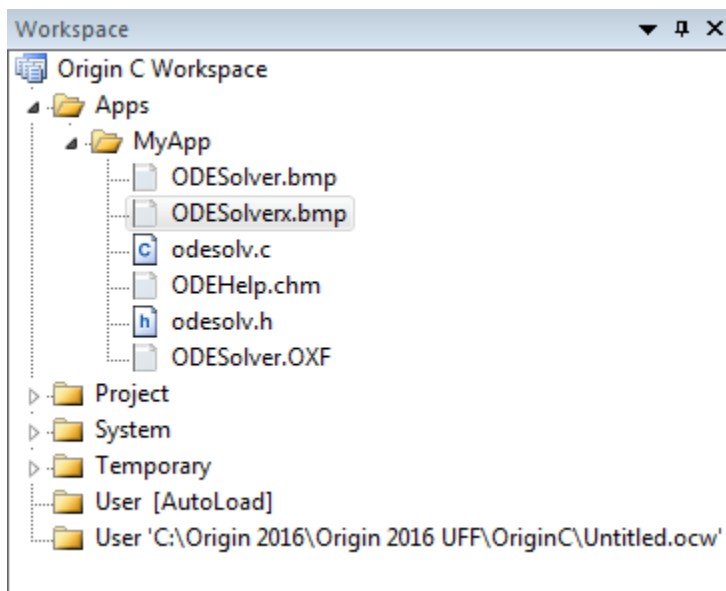 Workspace
Origin C Workspace
Apps
MyApp
ODESolver.bmp
ODESolverx.bmp
c odesolv.c
ODEHelp.chm
h odesolv.h
ODESolver.OXF
Project
System
Temporary
User [AutoLoad]
User 'C:\Origin 2016\Origin 2016 UFF\OriginC\Untitled.ocw'